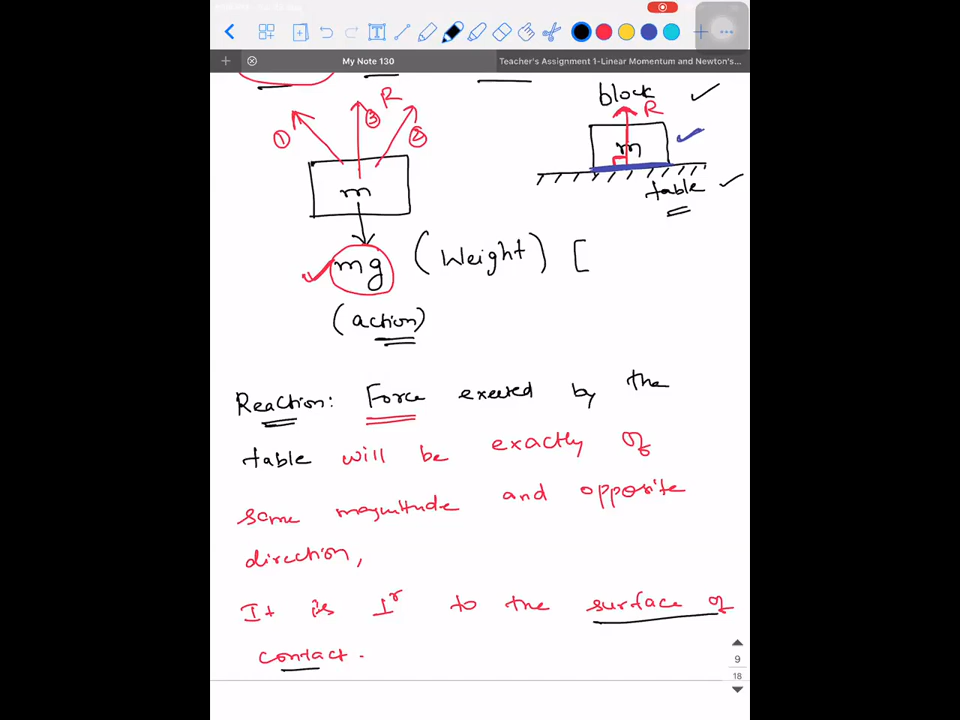 My Note 130
Teacher's Assignment 1-Linear Momentum and Newton's...
block
R
① ③ ②
R
m
m
table
mg (Weight) [
(action)
Reaction: Force exerted by the
table will be exactly of
same magnitude and opposite
direction,
It is ⊥r to the surface of
contact.
9
18